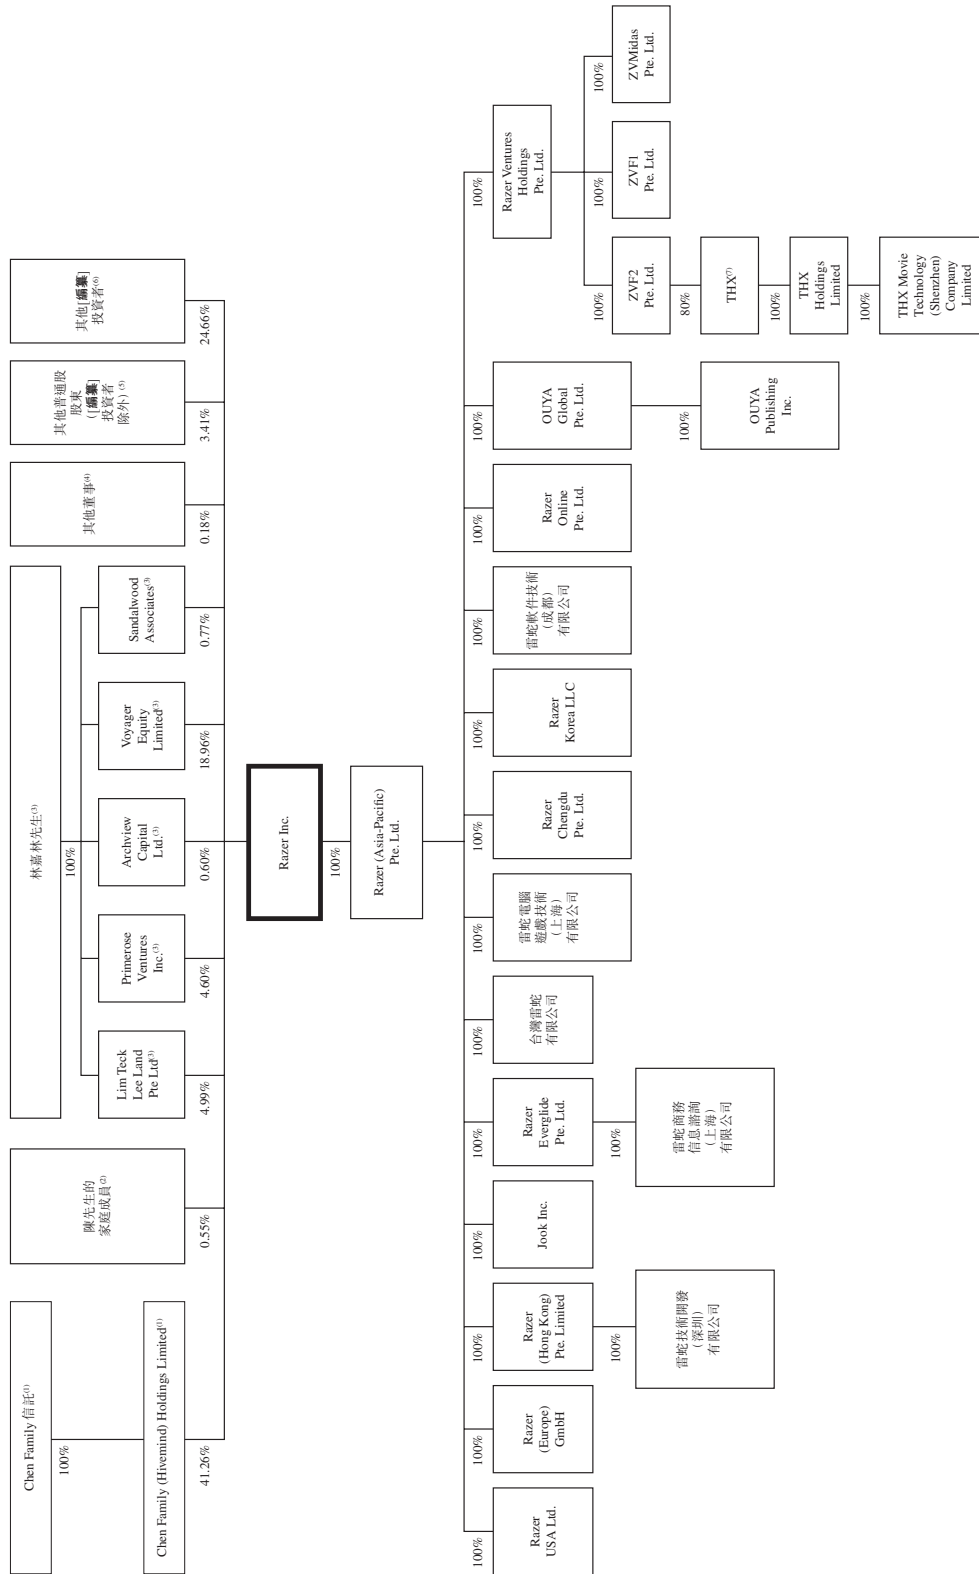 Chen Family 信託(1)
100%
Chen Family (Hivemind) Holdings Limited(1)
41.26%
陳先生的
家庭成員(2)
0.55%
林嘉林先生(3)
100%
Lim Teck
Lee Land
Pte Ltd(3)
4.99%
Primerose
Ventures
Inc.(3)
4.60%
Archview
Capital
Ltd.(3)
0.60%
Voyager
Equity
Limited(3)
18.96%
Sandalwood
Associates(3)
0.77%
其他董事(4)
0.18%
其他普通股
股東
([編纂]
投資者
除外)(5)
3.41%
其他[編纂]
投資者(6)
24.66%
Razer Inc.
100%
Razer (Asia-Pacific)
Pte. Ltd.
100%
Razer
USA Ltd.
100%
Razer
(Europe)
GmbH
100%
Razer
(Hong Kong)
Pte. Limited
100%
雷蛇技術開發
(深圳)
有限公司
100%
Jook Inc.
100%
Razer
Everglide
Pte. Ltd.
100%
雷蛇商務
信息諮詢
(上海)
有限公司
100%
台灣雷蛇
有限公司
100%
雷蛇電腦
遊戲技術
(上海)
有限公司
100%
Razer
Chengdu
Pte. Ltd.
100%
Razer
Korea LLC
100%
雷蛇軟件技術
(成都)
有限公司
100%
Razer
Online
Pte. Ltd.
100%
OUYA
Global
Pte. Ltd.
100%
OUYA
Publishing
Inc.
100%
Razer Ventures
Holdings
Pte. Ltd.
100%
ZVF2
Pte. Ltd.
80%
THX(7)
100%
THX
Holdings
Limited
100%
THX Movie
Technology
(Shenzhen)
Company
Limited
100%
ZVF1
Pte. Ltd.
100%
ZVMidas
Pte. Ltd.